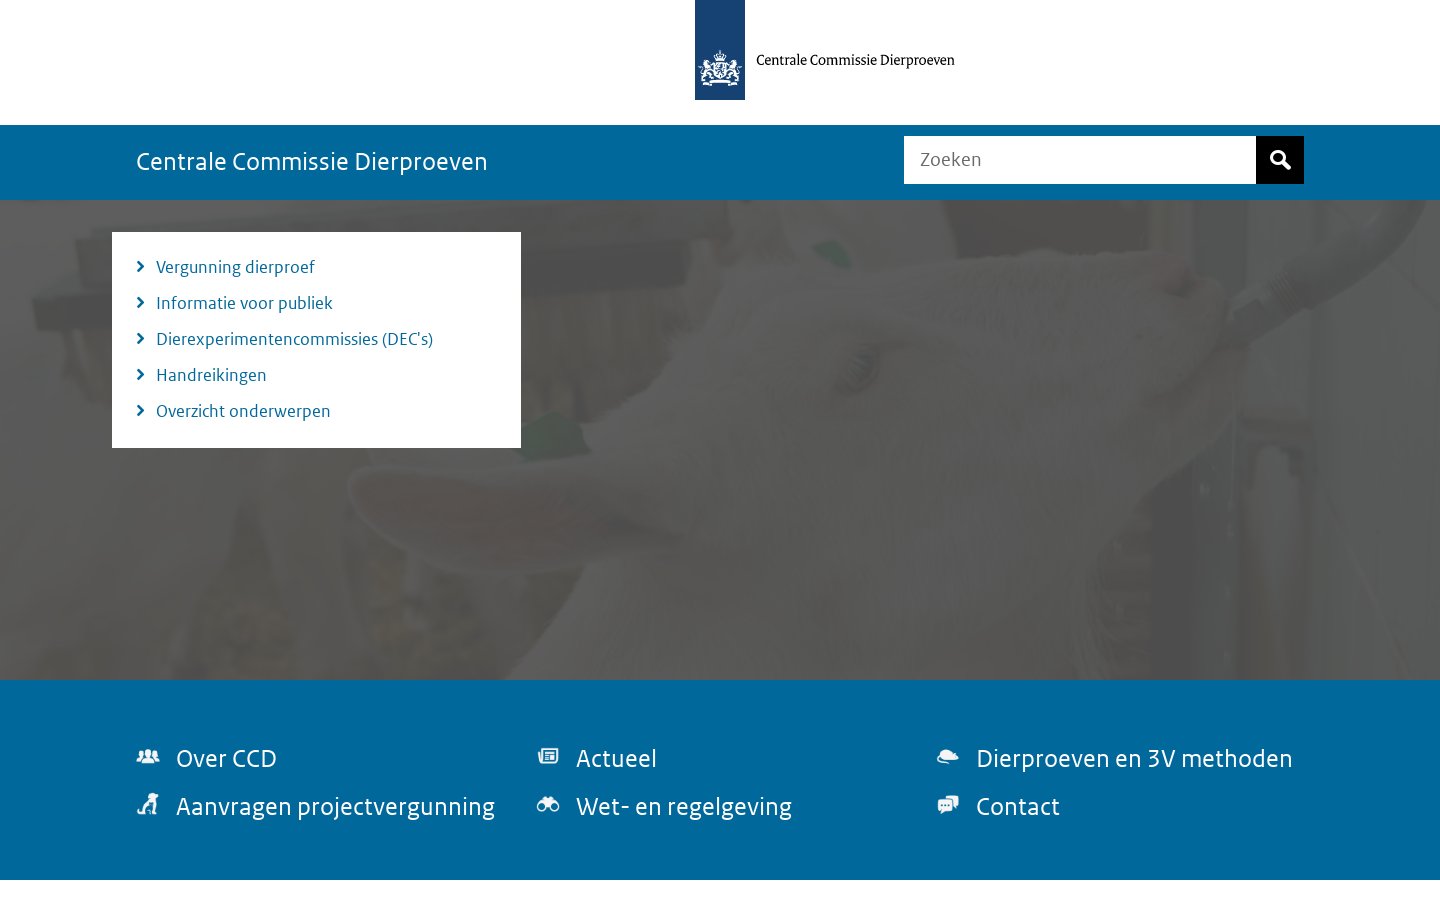 Centrale Commissie Dierproeven
Centrale Commissie Dierproeven
Zoeken
Vergunning dierproef
Informatie voor publiek
Dierexperimentencommissies (DEC's)
Handreikingen
Overzicht onderwerpen
Over CCD
Actueel
Dierproeven en 3V methoden
Aanvragen projectvergunning
Wet- en regelgeving
Contact